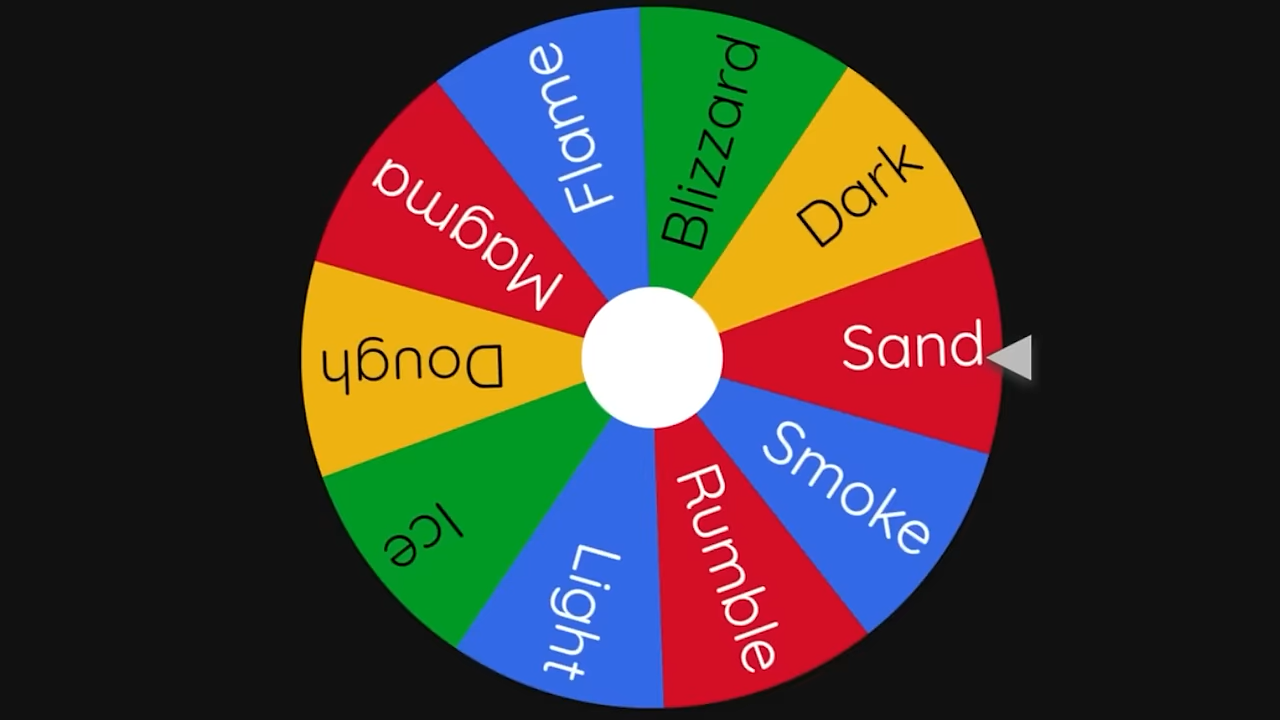 Flame
Blizzard
Dark
Sand
Smoke
Rumble
Light
Ice
Dough
Magma